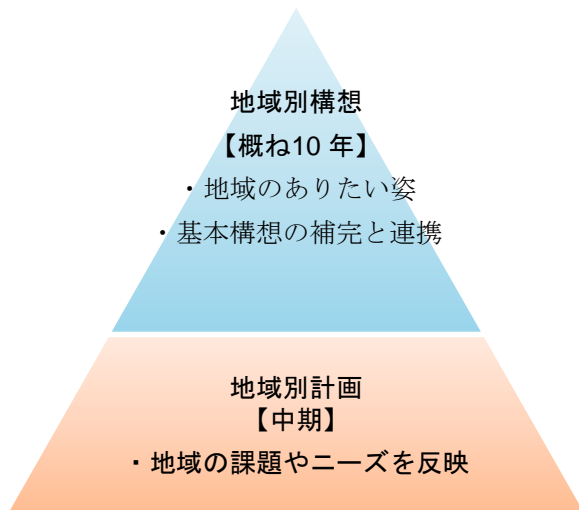 地域別構想
【概ね10 年】
・地域のありたい姿
・基本構想の補完と連携
地域別計画
【中期】
・地域の課題やニーズを反映